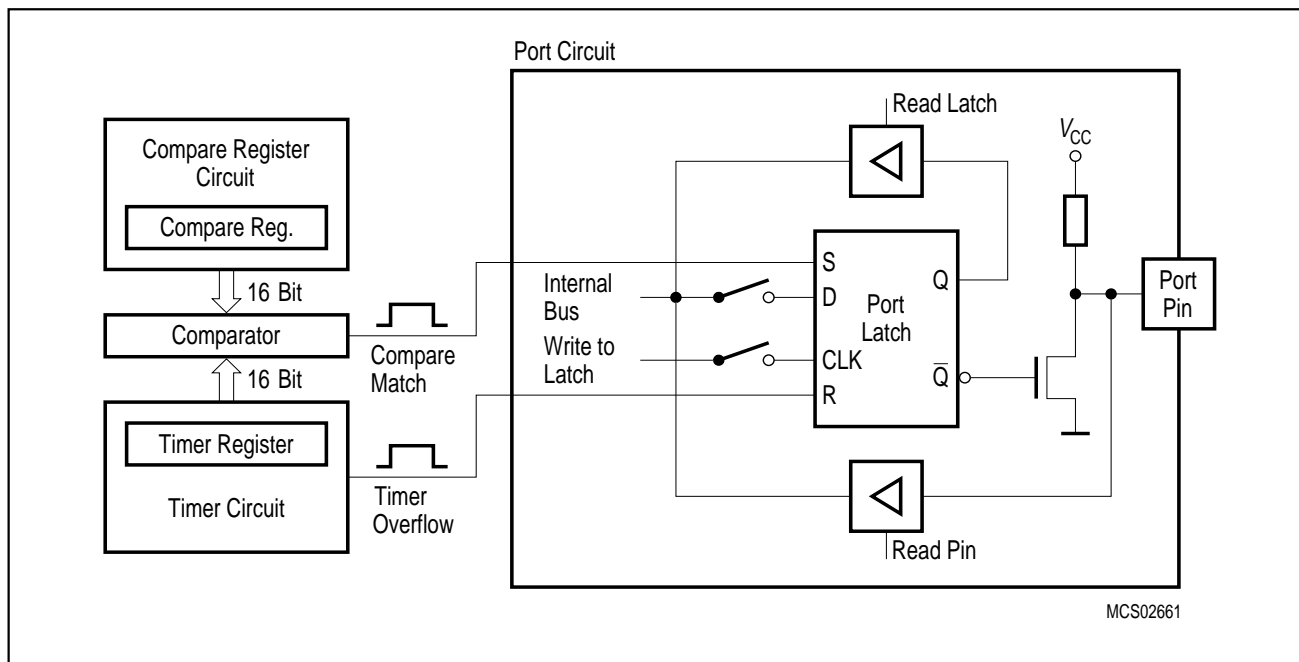 Port Circuit
Compare Register
Circuit
Compare Reg.
16 Bit
Comparator
16 Bit
Timer Register
Timer Circuit
Compare
Match
Timer
Overflow
Read Latch
VCC
Internal
Bus
Write to
Latch
S
D
CLK
R
Port
Latch
Q
Q̅
Port
Pin
Read Pin
MCS02661